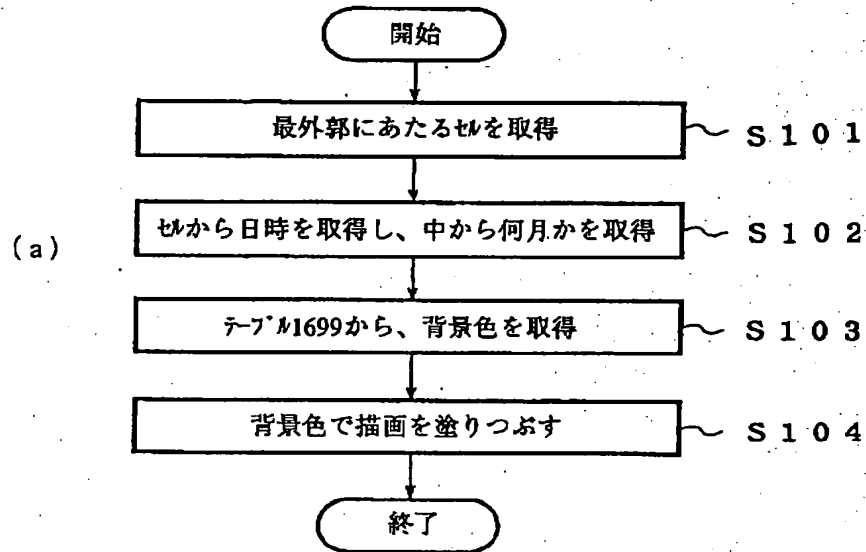 開始
最外郭にあたるｾﾙを取得
S101
ｾﾙから日時を取得し、中から何月かを取得
S102
(a)
ﾃｰﾌﾞﾙ1699から、背景色を取得
S103
背景色で描画を塗りつぶす
S104
終了